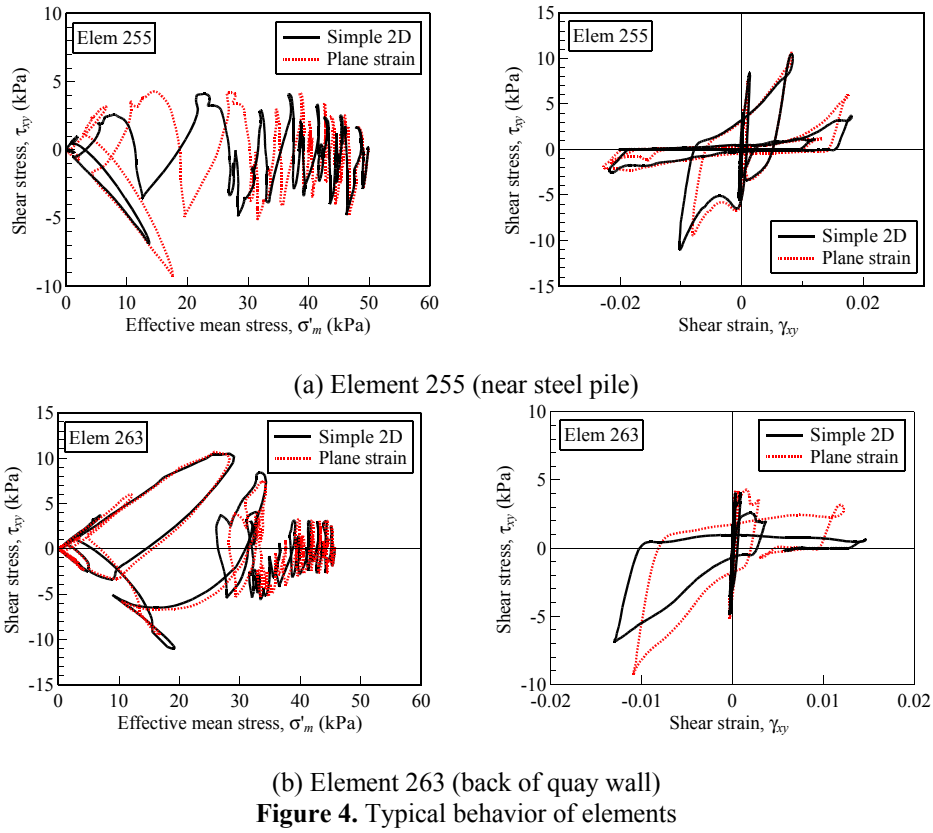 Elem 255
Simple 2D
Plane strain
Shear stress, τxy (kPa)
10
5
0
-5
-10
0 10 20 30 40 50 60
Effective mean stress, σ'm (kPa)
Elem 255
Simple 2D
Plane strain
Shear stress, τxy (kPa)
15
10
5
0
-5
-10
15
-0.02 0 0.02
Shear strain, γxy
(a) Element 255 (near steel pile)
Elem 263
Simple 2D
Plane strain
Shear stress, τxy (kPa)
15
10
5
0
-5
-10
15
0 10 20 30 40 50 60
Effective mean stress, σ'm (kPa)
Elem 263
Simple 2D
Plane strain
Shear stress, τxy (kPa)
10
5
0
-5
-10
-0.02 -0.01 0 0.01 0.02
Shear strain, γxy
(b) Element 263 (back of quay wall)
Figure 4. Typical behavior of elements